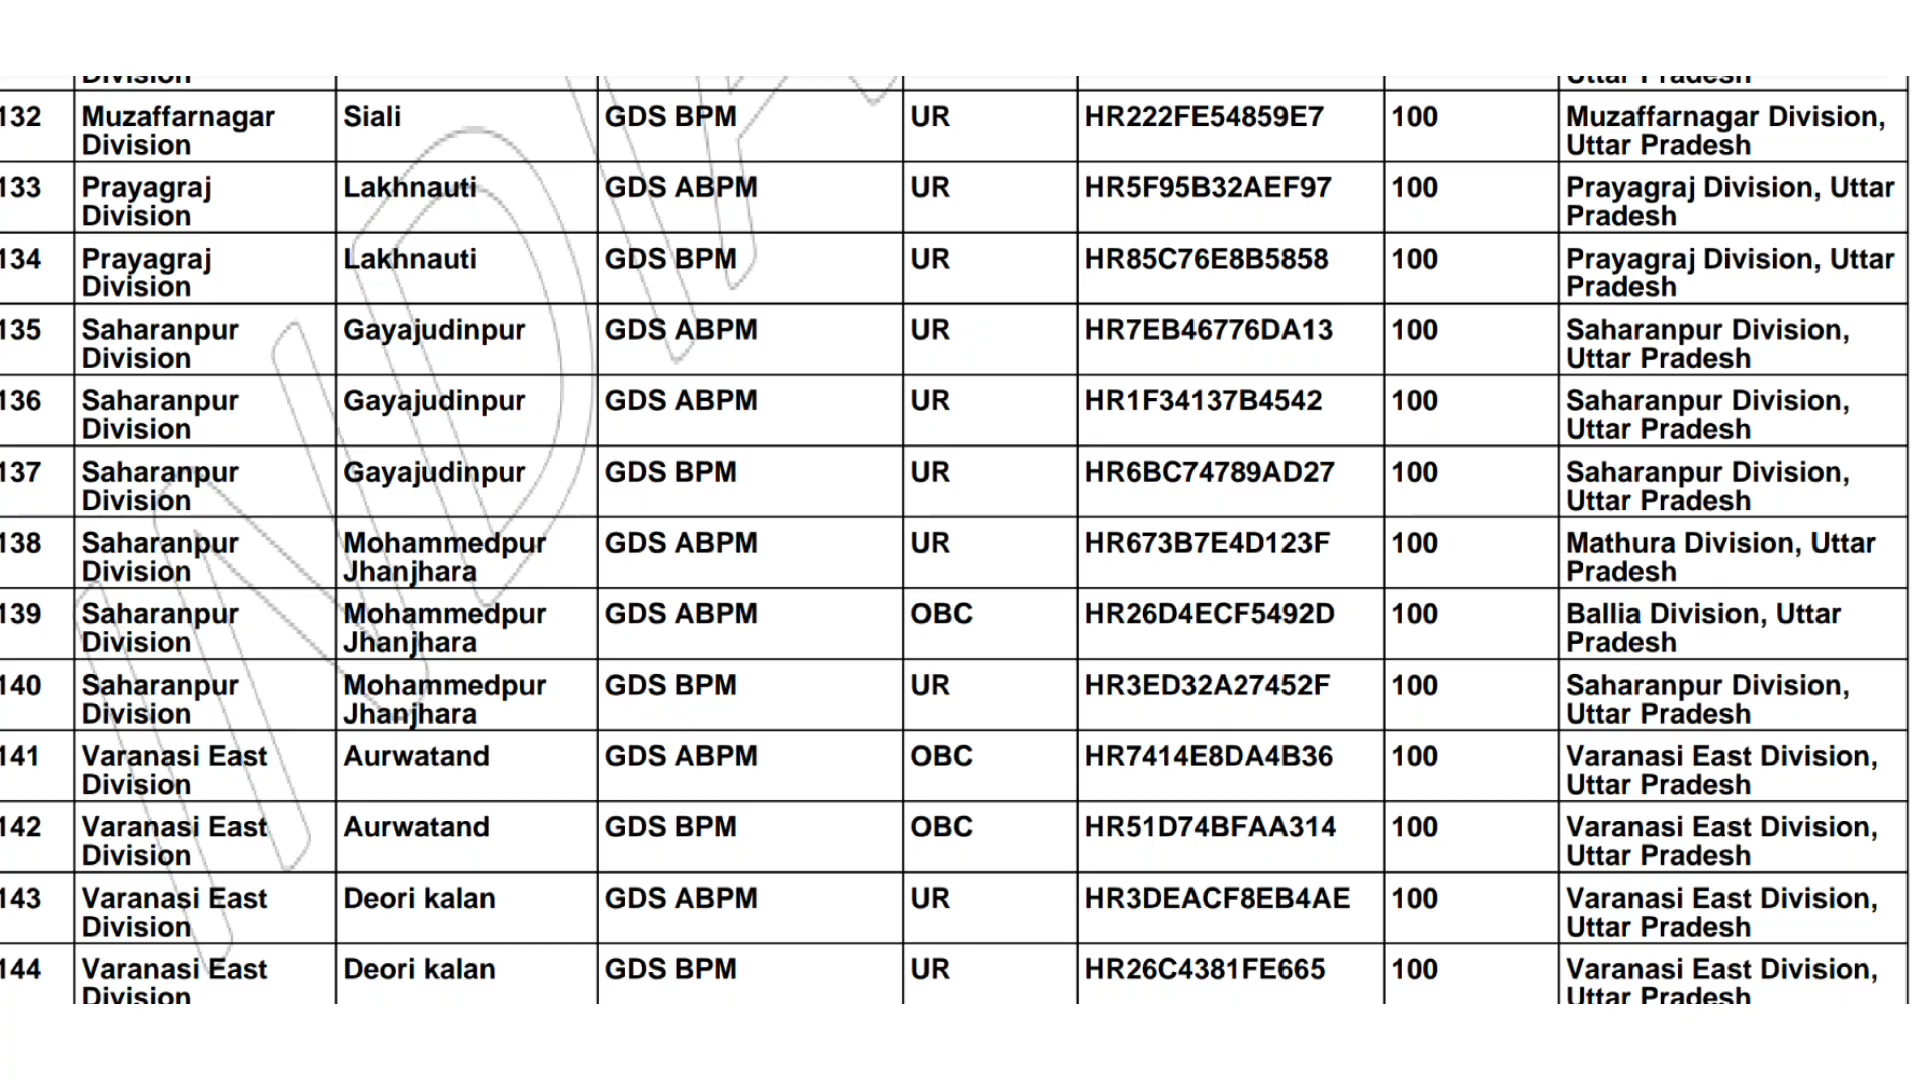 Division Uttar Pradesh
132 Muzaffarnagar Siali GDS BPM UR HR222FE54859E7 100 Muzaffarnagar Division,
Division Uttar Pradesh
133 Prayagraj Lakhnauti GDS ABPM UR HR5F95B32AEF97 100 Prayagraj Division, Uttar
Division Pradesh
134 Prayagraj Lakhnauti GDS BPM UR HR85C76E8B5858 100 Prayagraj Division, Uttar
Division Pradesh
135 Saharanpur Gayajudinpur GDS ABPM UR HR7EB46776DA13 100 Saharanpur Division,
Division Uttar Pradesh
136 Saharanpur Gayajudinpur GDS ABPM UR HR1F34137B4542 100 Saharanpur Division,
Division Uttar Pradesh
137 Saharanpur Gayajudinpur GDS BPM UR HR6BC74789AD27 100 Saharanpur Division,
Division Uttar Pradesh
138 Saharanpur Mohammedpur GDS ABPM UR HR673B7E4D123F 100 Mathura Division, Uttar
Division Jhanjhara Pradesh
139 Saharanpur Mohammedpur GDS ABPM OBC HR26D4ECF5492D 100 Ballia Division, Uttar
Division Jhanjhara Pradesh
140 Saharanpur Mohammedpur GDS BPM UR HR3ED32A27452F 100 Saharanpur Division,
Division Jhanjhara Uttar Pradesh
141 Varanasi East Aurwatand GDS ABPM OBC HR7414E8DA4B36 100 Varanasi East Division,
Division Uttar Pradesh
142 Varanasi East Aurwatand GDS BPM OBC HR51D74BFAA314 100 Varanasi East Division,
Division Uttar Pradesh
143 Varanasi East Deori kalan GDS ABPM UR HR3DEACF8EB4AE 100 Varanasi East Division,
Division Uttar Pradesh
144 Varanasi East Deori kalan GDS BPM UR HR26C4381FE665 100 Varanasi East Division,
Division Uttar Pradesh